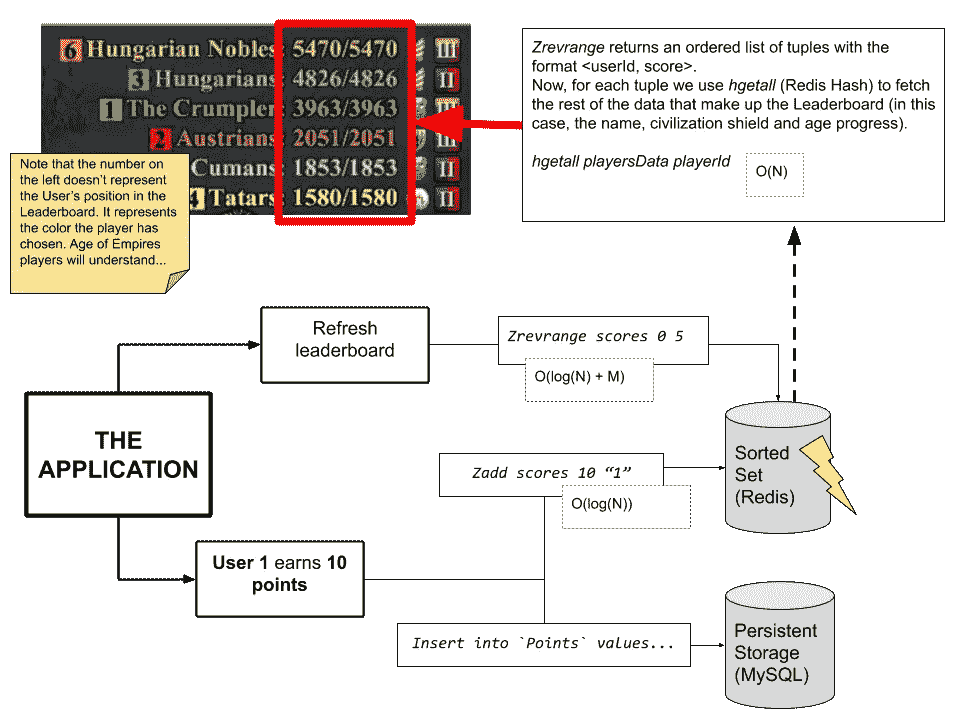 6 Hungarian Nobles: 5470/5470 III
3 Hungarians: 4826/4826 II
1 The Crumpler: 3963/3963 III
2 Austrians: 2051/2051 III
Cumans: 1853/1853 II
4 Tatars: 1580/1580 II
Note that the number on
the left doesn't represent
the User's position in the
Leaderboard. It represents
the color the player has
chosen. Age of Empires
players will understand...
Zrevrange returns an ordered list of tuples with the
format <userId, score>.
Now, for each tuple we use hgetall (Redis Hash) to fetch
the rest of the data that make up the Leaderboard (in this
case, the name, civilization shield and age progress).
hgetall playersData playerId
O(N)
Refresh
leaderboard
Zrevrange scores 0 5
O(log(N) + M)
THE
APPLICATION
Zadd scores 10 “1”
O(log(N))
Sorted
Set
(Redis)
User 1 earns 10
points
Insert into `Points` values...
Persistent
Storage
(MySQL)